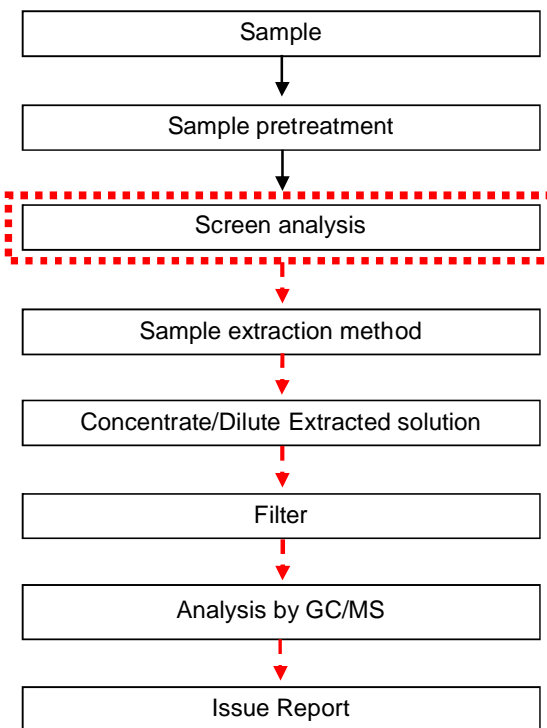 Sample
Sample pretreatment
Screen analysis
Sample extraction method
Concentrate/Dilute Extracted solution
Filter
Analysis by GC/MS
Issue Report